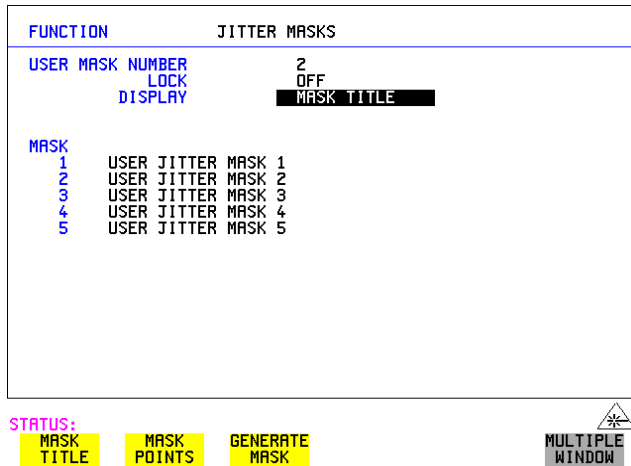 FUNCTION JITTER MASKS
USER MASK NUMBER 2
LOCK OFF
DISPLAY MASK TITLE
MASK
1 USER JITTER MASK 1
2 USER JITTER MASK 2
3 USER JITTER MASK 3
4 USER JITTER MASK 4
5 USER JITTER MASK 5
STATUS:
MASK TITLE
MASK POINTS
GENERATE MASK
MULTIPLE WINDOW